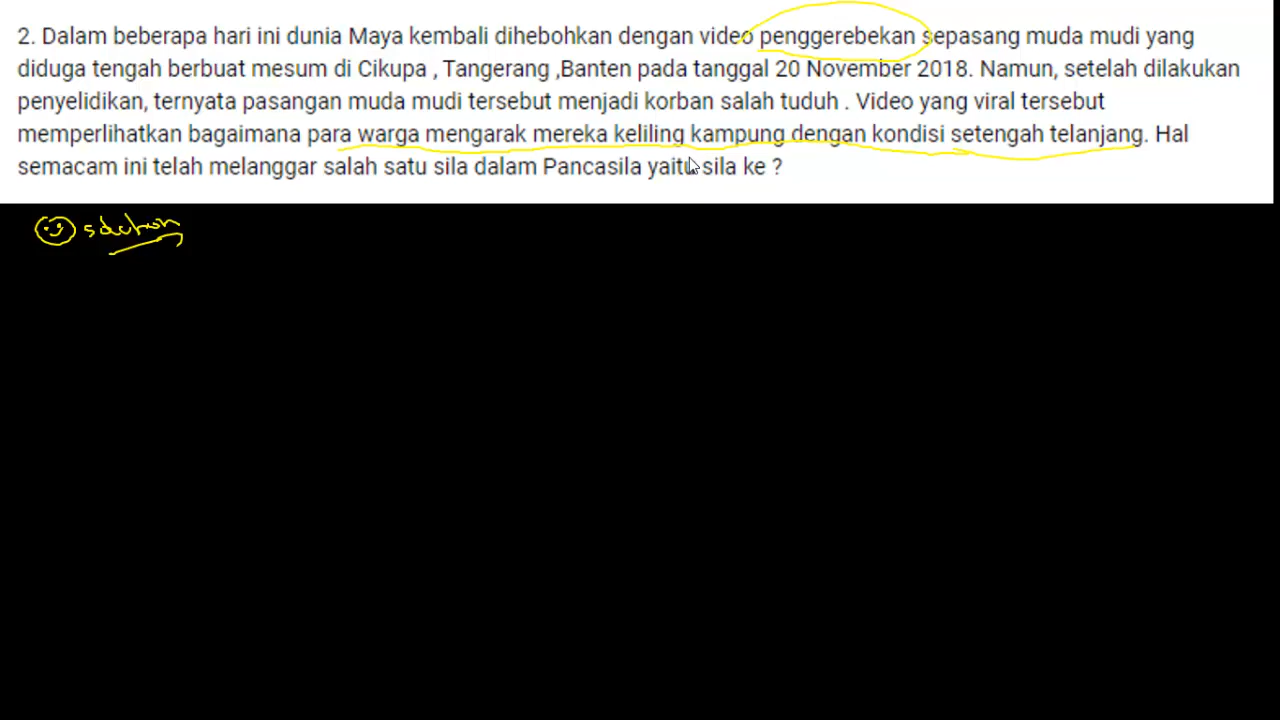 2. Dalam beberapa hari ini dunia Maya kembali dihebohkan dengan video penggerebekan sepasang muda mudi yang
diduga tengah berbuat mesum di Cikupa , Tangerang ,Banten pada tanggal 20 November 2018. Namun, setelah dilakukan
penyelidikan, ternyata pasangan muda mudi tersebut menjadi korban salah tuduh . Video yang viral tersebut
memperlihatkan bagaimana para warga mengarak mereka keliling kampung dengan kondisi setengah telanjang. Hal
semacam ini telah melanggar salah satu sila dalam Pancasila yaitu sila ke ?